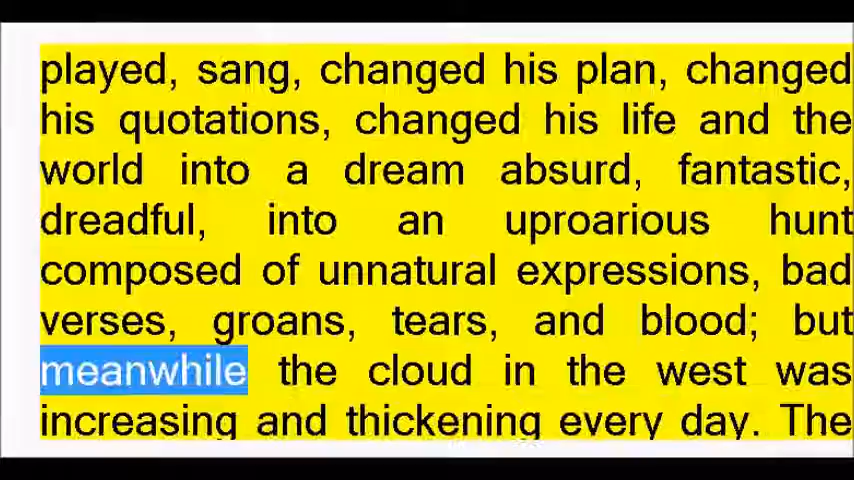 played, sang, changed his plan, changed
his quotations, changed his life and the
world into a dream absurd, fantastic,
dreadful, into an uproarious hunt
composed of unnatural expressions, bad
verses, groans, tears, and blood; but
meanwhile the cloud in the west was
increasing and thickening every day. The